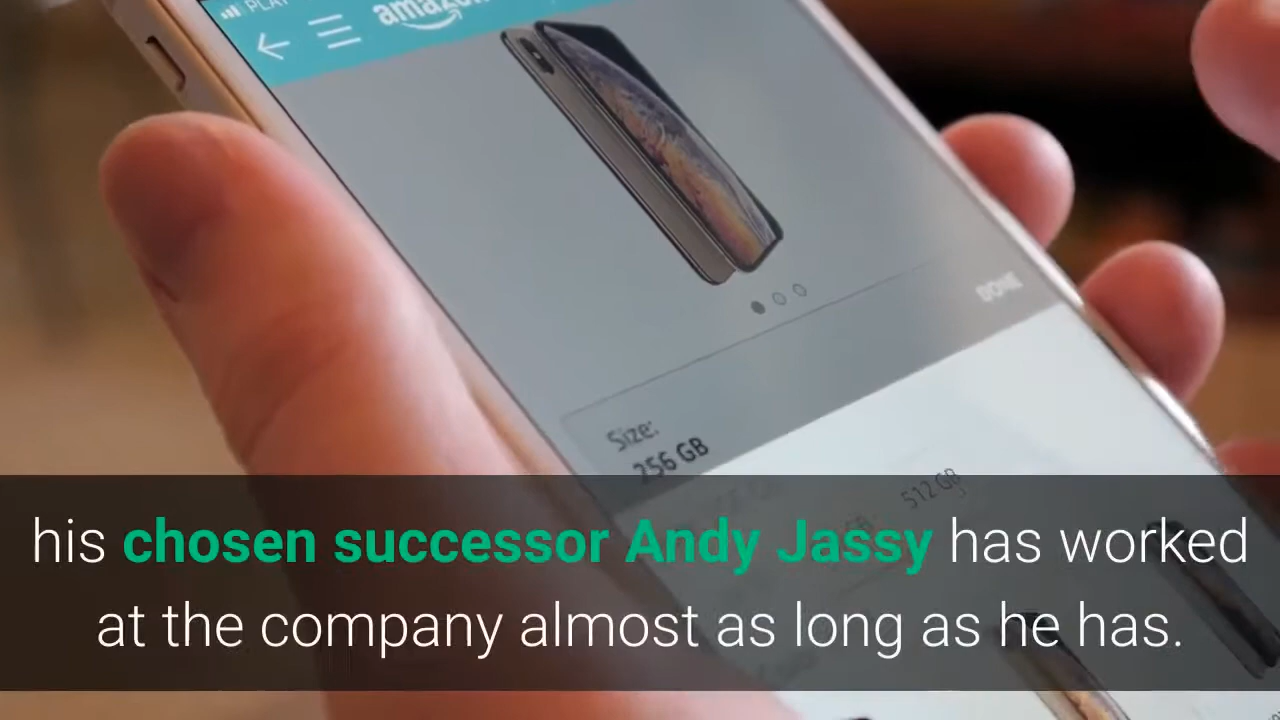 PLAY
amazon
DONE
Size:
256 GB
512 GB
his chosen successor Andy Jassy has worked
at the company almost as long as he has.